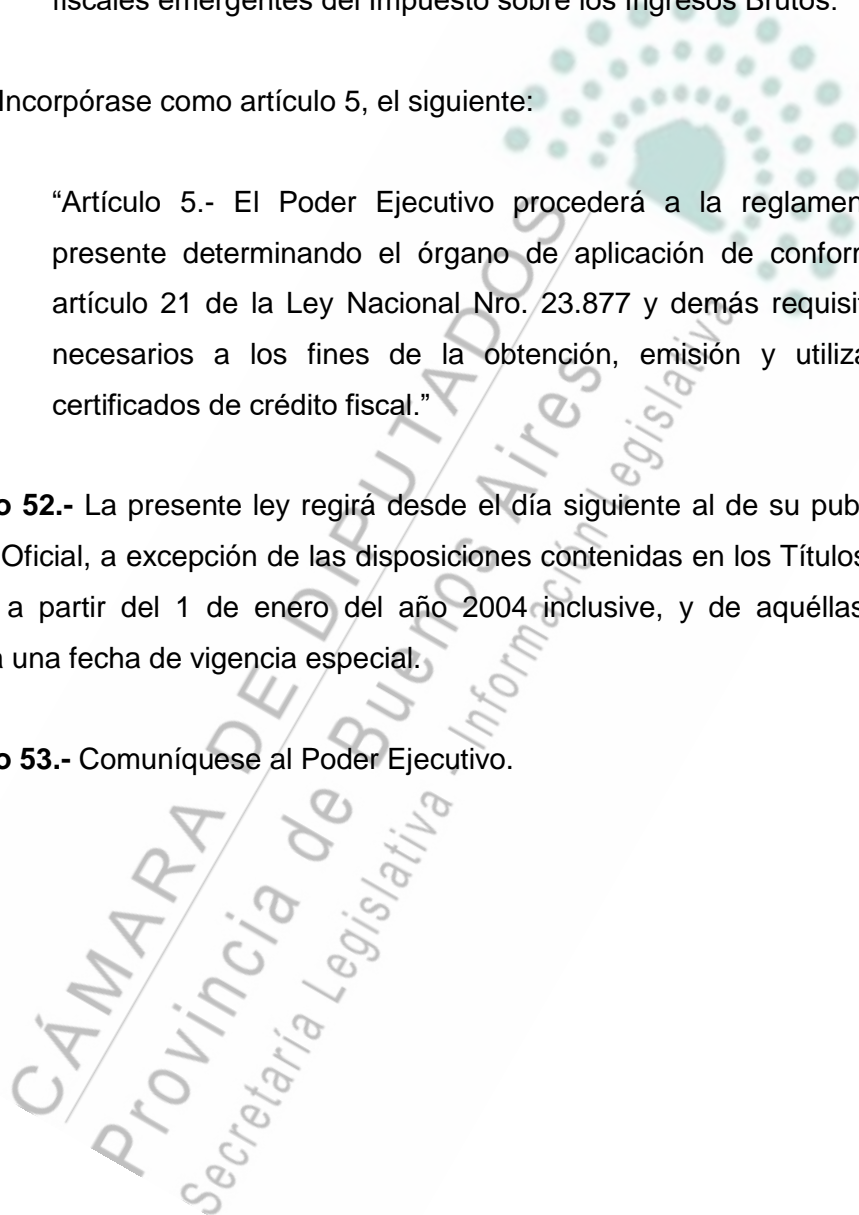 fiscales emergentes del Impuesto sobre los Ingresos Brutos.
Incorpórase como artículo 5, el siguiente:
“Artículo 5.- El Poder Ejecutivo procederá a la reglamen
presente determinando el órgano de aplicación de confor
artículo 21 de la Ley Nacional Nro. 23.877 y demás requisi
necesarios a los fines de la obtención, emisión y utiliza
certificados de crédito fiscal.”
o 52.- La presente ley regirá desde el día siguiente al de su pub
Oficial, a excepción de las disposiciones contenidas en los Títulos
a partir del 1 de enero del año 2004 inclusive, y de aquéllas
a una fecha de vigencia especial.
o 53.- Comuníquese al Poder Ejecutivo.
CÁMARA DE DIPUTADOS
Provincia de Buenos Aires
Secretaría Legislativa - Información Legislativa